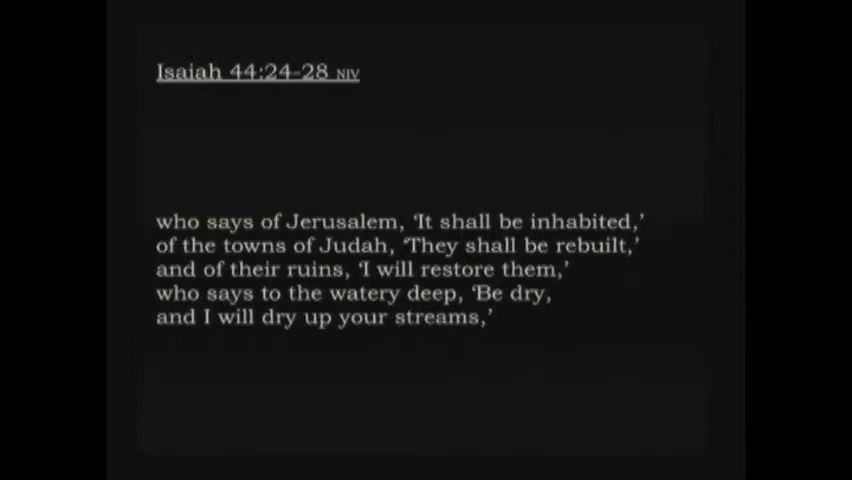 Isaiah 44:24-28 NIV
who says of Jerusalem, ‘It shall be inhabited,’
of the towns of Judah, ‘They shall be rebuilt,’
and of their ruins, ‘I will restore them,’
who says to the watery deep, ‘Be dry,
and I will dry up your streams,’